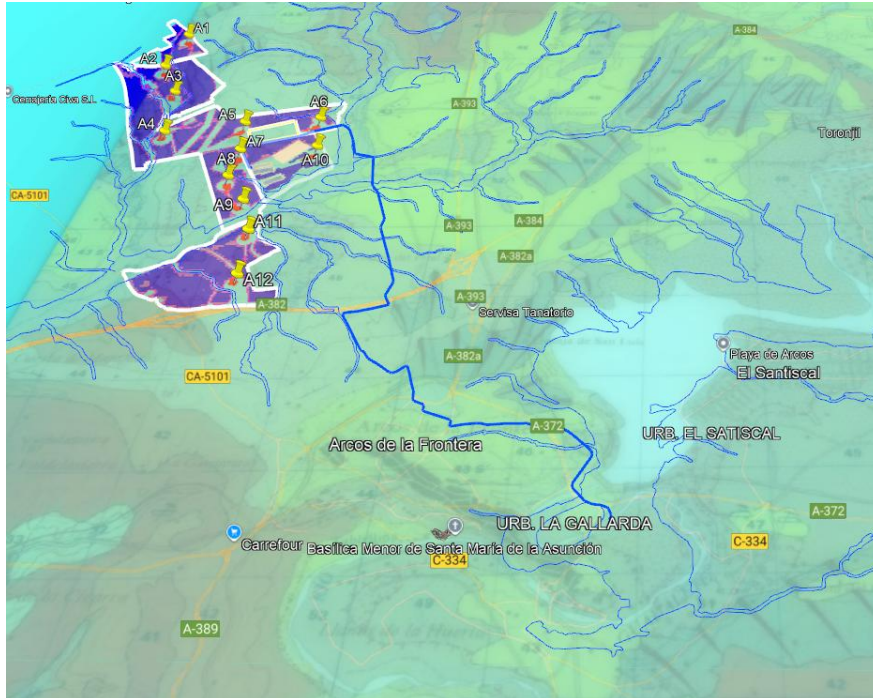 A1
A2
A3
A-384
Cerrajería Civa S.L
A-393
A6
A5
A4
A7
Toronjil
A10
A8
CA-5101
A9
A11
A-384
A-393
A-382a
A12
A-393
A-382
Servisa Tanatorio
A-382a
Playa de Arcos
El Santiscal
CA-5101
A-372
URB. EL SATISCAL
Arcos de la Frontera
A-372
URB. LA GALLARDA
Carrefour
Basílica Menor de Santa María de la Asunción
C-334
C-334
A-389